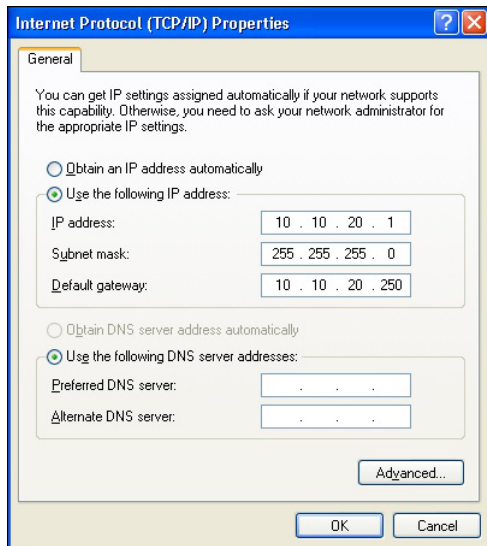 Internet Protocol (TCP/IP) Properties
General
You can get IP settings assigned automatically if your network supports
this capability. Otherwise, you need to ask your network administrator for
the appropriate IP settings.
Obtain an IP address automatically
Use the following IP address:
IP address: 10 . 10 . 20 . 1
Subnet mask: 255 . 255 . 255 . 0
Default gateway: 10 . 10 . 20 . 250
Obtain DNS server address automatically
Use the following DNS server addresses:
Preferred DNS server: . . .
Alternate DNS server: . . .
Advanced...
OK Cancel